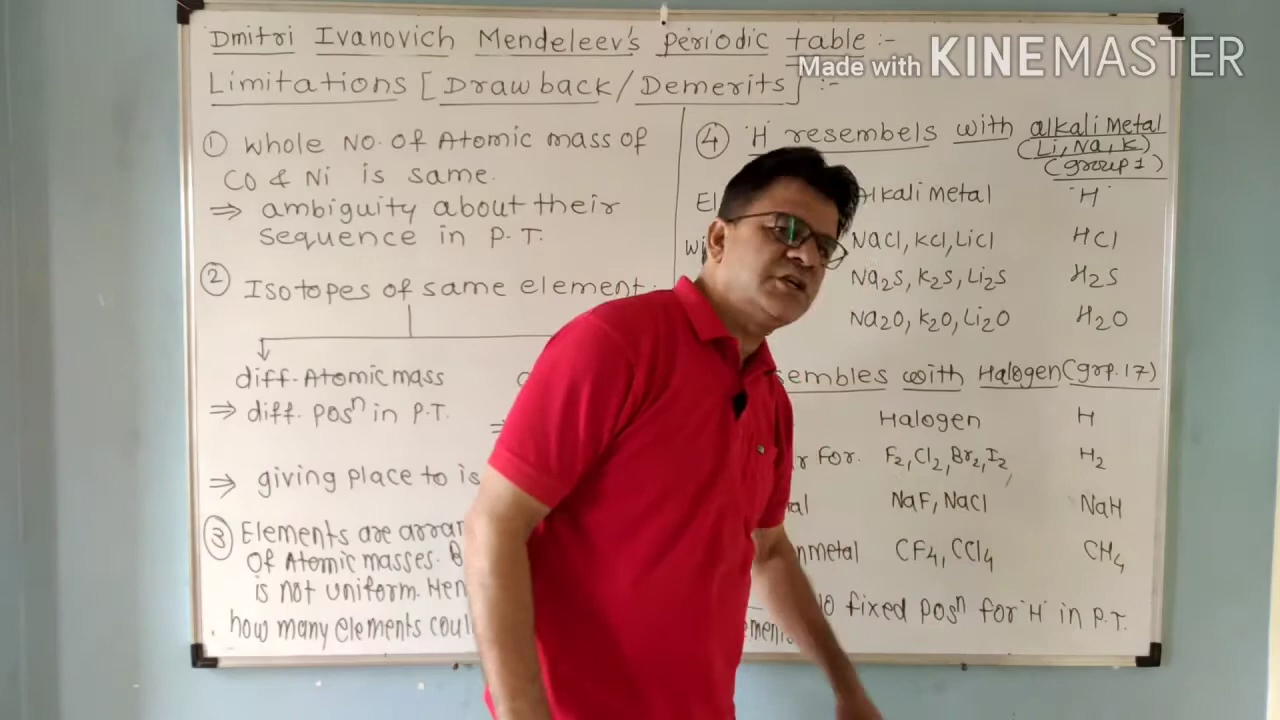 Dmitri Ivanovich Mendeleev's periodic table :-
Made with KINEMASTER
Limitations [Drawback/Demerits] :-
① Whole No. of Atomic mass of
Co & Ni is same.
⇒ ambiguity about their
sequence in P.T.
② Isotopes of same element.
diff. Atomic mass
⇒ diff. posⁿ in P.T.
⇒ giving place to is
③ Elements are arran
Of Atomic masses. B
is not uniform. Hen
how many elements coul
④ 'H' resembels with alkali Metal
(Li, Na, K)
(group 1)
El Alkali metal 'H'
Wi NaCl, KCl, LiCl HCl
Na₂S, K₂S, Li₂S H₂S
Na₂O, K₂O, Li₂O H₂O
sembles with Halogen (grp. 17)
Halogen H
r For. F₂, Cl₂, Br₂, I₂ H₂
al NaF, NaCl NaH
nmetal CF₄, CCl₄ CH₄
o fixed posⁿ for 'H' in P.T.
ements